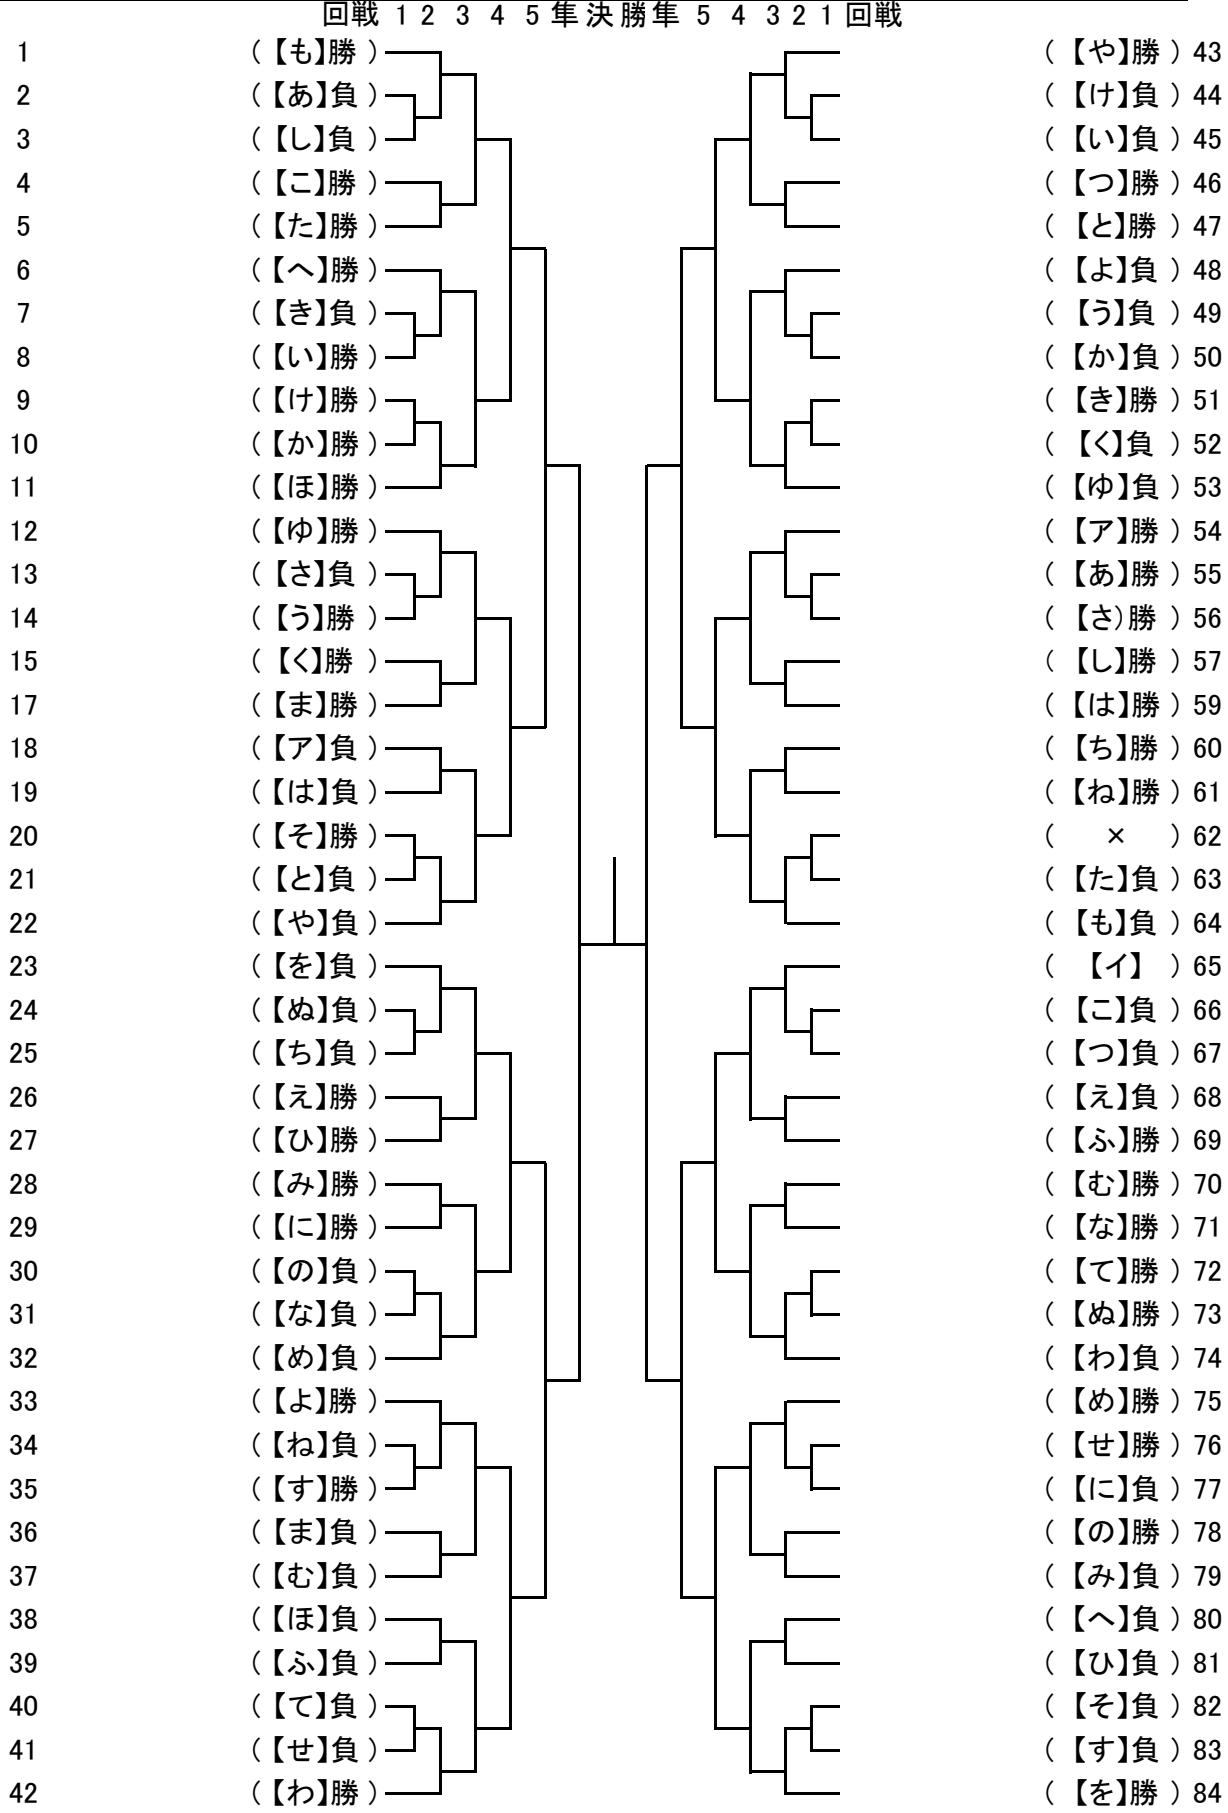 回戦 1 2 3 4 5 隼 決 勝 隼 5 4 3 2 1 回戦
1 (【も】勝 ) (【や】勝 ) 43
2 (【あ】負 ) (【け】負 ) 44
3 (【し】負 ) (【い】負 ) 45
4 (【こ】勝 ) (【つ】勝 ) 46
5 (【た】勝 ) (【と】勝 ) 47
6 (【へ】勝 ) (【よ】負 ) 48
7 (【き】負 ) (【う】負 ) 49
8 (【い】勝 ) (【か】負 ) 50
9 (【け】勝 ) (【き】勝 ) 51
10 (【か】勝 ) (【く】負 ) 52
11 (【ほ】勝 ) (【ゆ】負 ) 53
12 (【ゆ】勝 ) (【ア】勝 ) 54
13 (【さ】負 ) (【あ】勝 ) 55
14 (【う】勝 ) (【さ）勝 ) 56
15 (【く】勝 ) (【し】勝 ) 57
17 (【ま】勝 ) (【は】勝 ) 59
18 (【ア】負 ) (【ち】勝 ) 60
19 (【は】負 ) (【ね】勝 ) 61
20 (【そ】勝 ) ( × ) 62
21 (【と】負 ) (【た】負 ) 63
22 (【や】負 ) (【も】負 ) 64
23 (【を】負 ) ( 【イ】 ) 65
24 (【ぬ】負 ) (【こ】負 ) 66
25 (【ち】負 ) (【つ】負 ) 67
26 (【え】勝 ) (【え】負 ) 68
27 (【ひ】勝 ) (【ふ】勝 ) 69
28 (【み】勝 ) (【む】勝 ) 70
29 (【に】勝 ) (【な】勝 ) 71
30 (【の】負 ) (【て】勝 ) 72
31 (【な】負 ) (【ぬ】勝 ) 73
32 (【め】負 ) (【わ】負 ) 74
33 (【よ】勝 ) (【め】勝 ) 75
34 (【ね】負 ) (【せ】勝 ) 76
35 (【す】勝 ) (【に】負 ) 77
36 (【ま】負 ) (【の】勝 ) 78
37 (【む】負 ) (【み】負 ) 79
38 (【ほ】負 ) (【へ】負 ) 80
39 (【ふ】負 ) (【ひ】負 ) 81
40 (【て】負 ) (【そ】負 ) 82
41 (【せ】負 ) (【す】負 ) 83
42 (【わ】勝 ) (【を】勝 ) 84